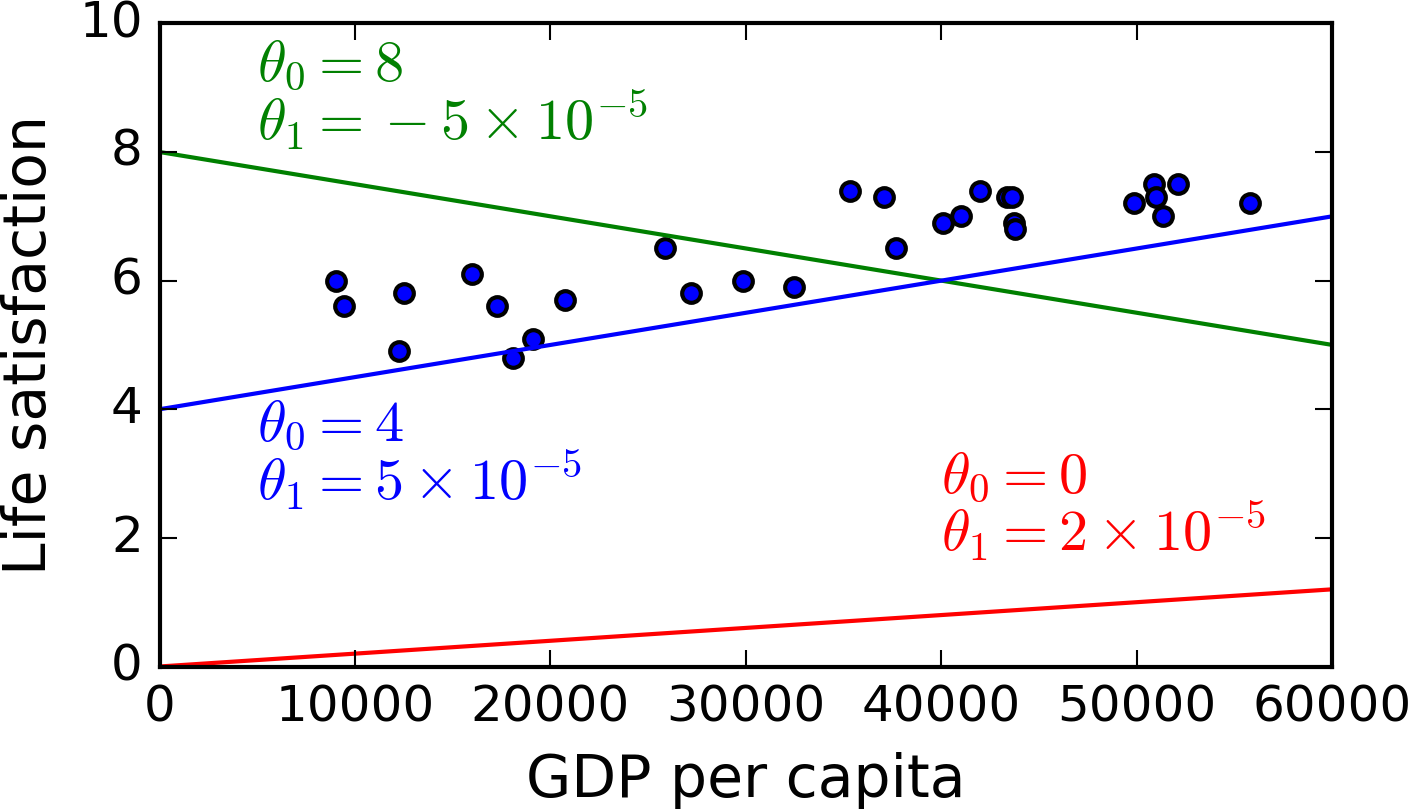 10
θ₀ = 8
θ₁ = − 5 × 10⁻⁵
8
6
4
θ₀ = 4
θ₁ = 5 × 10⁻⁵
θ₀ = 0
θ₁ = 2 × 10⁻⁵
2
0
0 10000 20000 30000 40000 50000 60000
GDP per capita
Life satisfaction